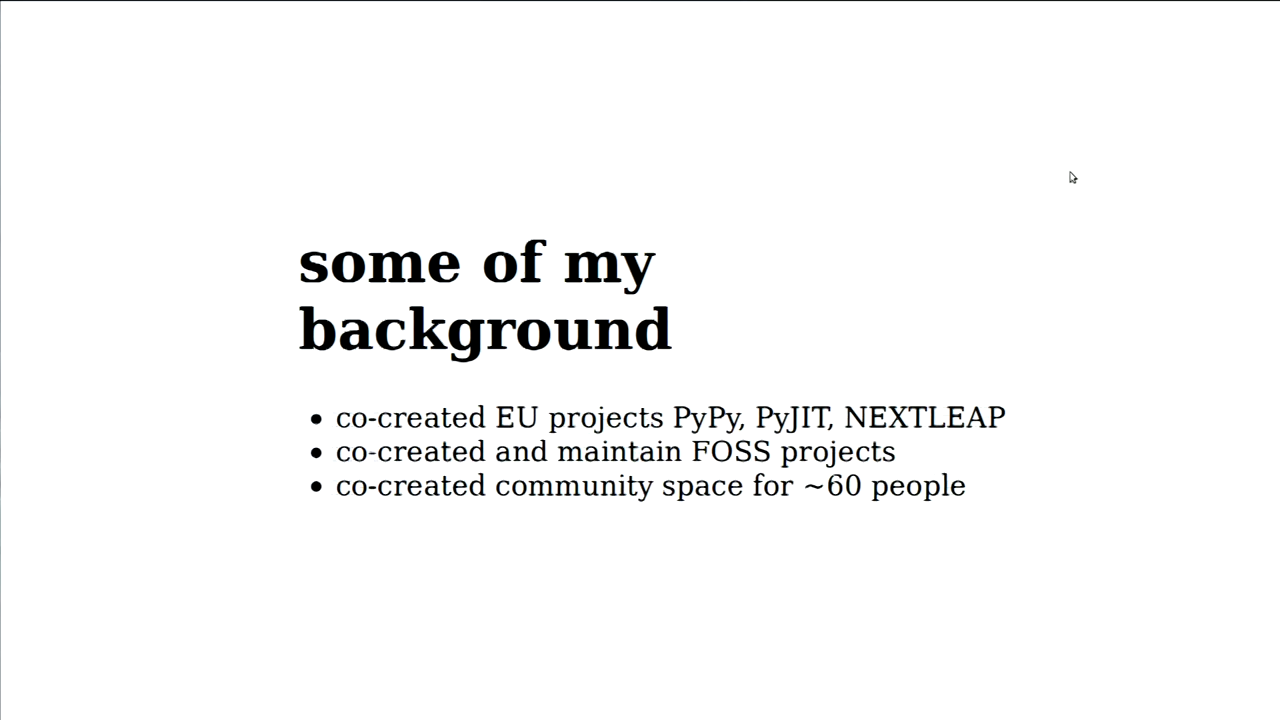 some of my
background
• co-created EU projects PyPy, PyJIT, NEXTLEAP
• co-created and maintain FOSS projects
• co-created community space for ~60 people